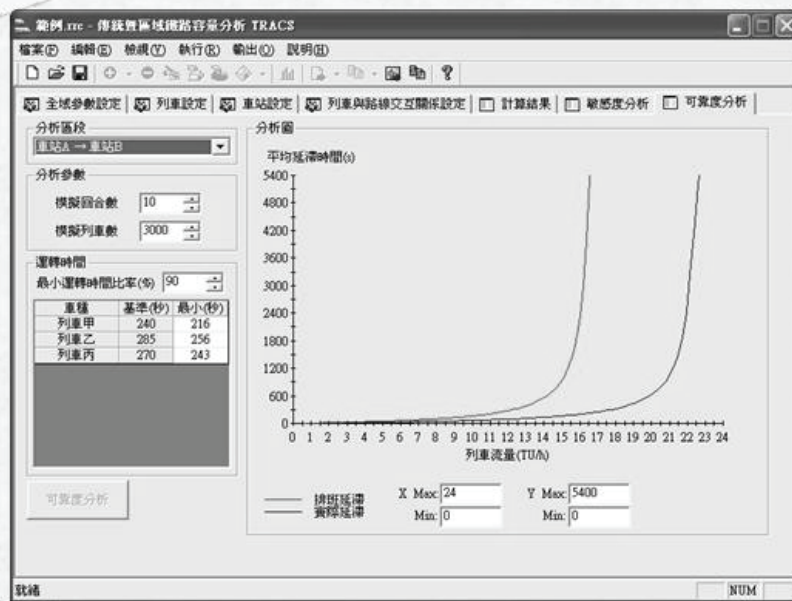 範例.rrc - 傳統暨區域鐵路容量分析 TRACS
檔案(F) 編輯(E) 檢視(V) 執行(R) 輸出(O) 說明(H)
全域參數設定 列車設定 車站設定 列車與路線交互關係設定 計算結果 敏感度分析 可靠度分析
分析區段
車站A → 車站B
分析參數
模擬回合數 10
模擬列車數 3000
運轉時間
最小運轉時間比率(%) 90
車種 基準(秒) 最小(秒)
列車甲 240 216
列車乙 285 256
列車丙 270 243
可靠度分析
分析圖
平均延滯時間(s)
5400
4800
4200
3600
3000
2400
1800
1200
600
0
0 1 2 3 4 5 6 7 8 9 10 11 12 13 14 15 16 17 18 19 20 21 22 23 24
列車流量(TU/h)
排班延滯
實際延滯
X Max: 24
Min: 0
Y Max: 5400
Min: 0
就緒
NUM